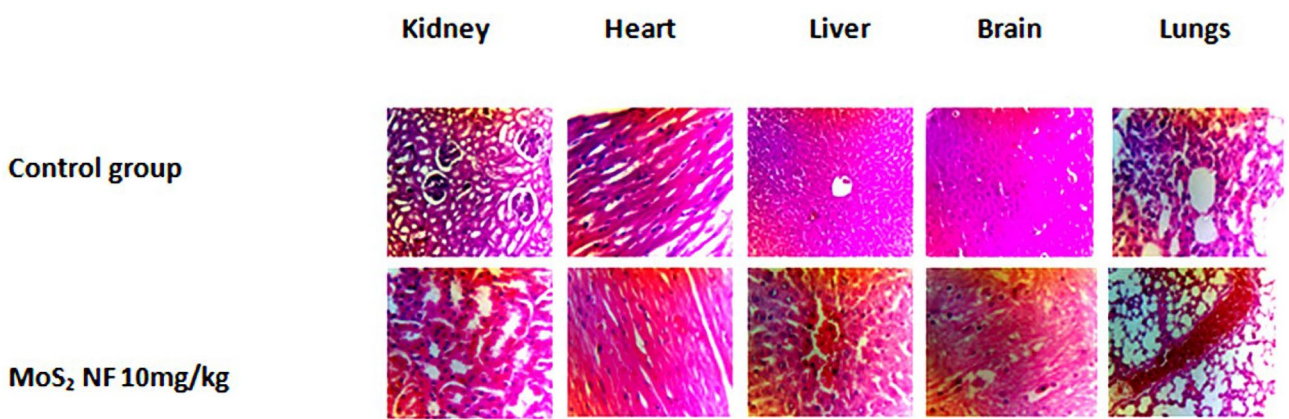 Kidney Heart Liver Brain Lungs
Control group
MoS₂ NF 10mg/kg